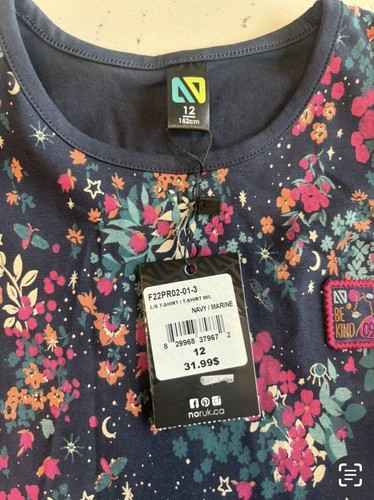 12
152cm
F22PR02-01-3
L/S T-SHIRT / T-SHIRT M/L
NAVY / MARINE
8 29968 37967 2
12
31.99$
noruk.ca
BE
KIND/09